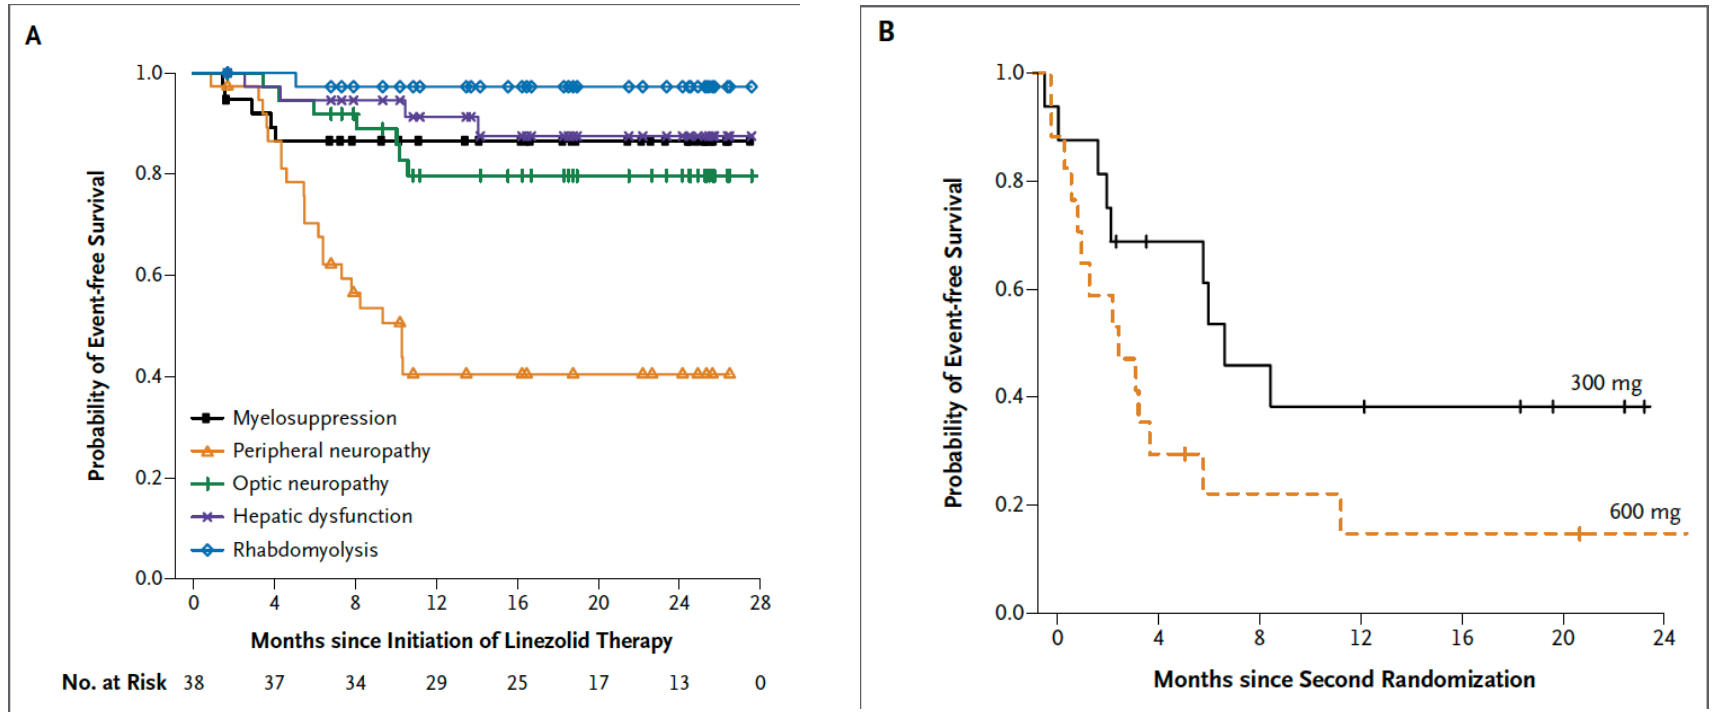 A
1.0
0.8
0.6
0.4
0.2
0.0
Probability of Event-free Survival
Myelosuppression
Peripheral neuropathy
Optic neuropathy
Hepatic dysfunction
Rhabdomyolysis
0 4 8 12 16 20 24 28
Months since Initiation of Linezolid Therapy
No. at Risk 38 37 34 29 25 17 13 0
B
1.0
0.8
0.6
0.4
0.2
0.0
Probability of Event-free Survival
300 mg
600 mg
0 4 8 12 16 20 24
Months since Second Randomization